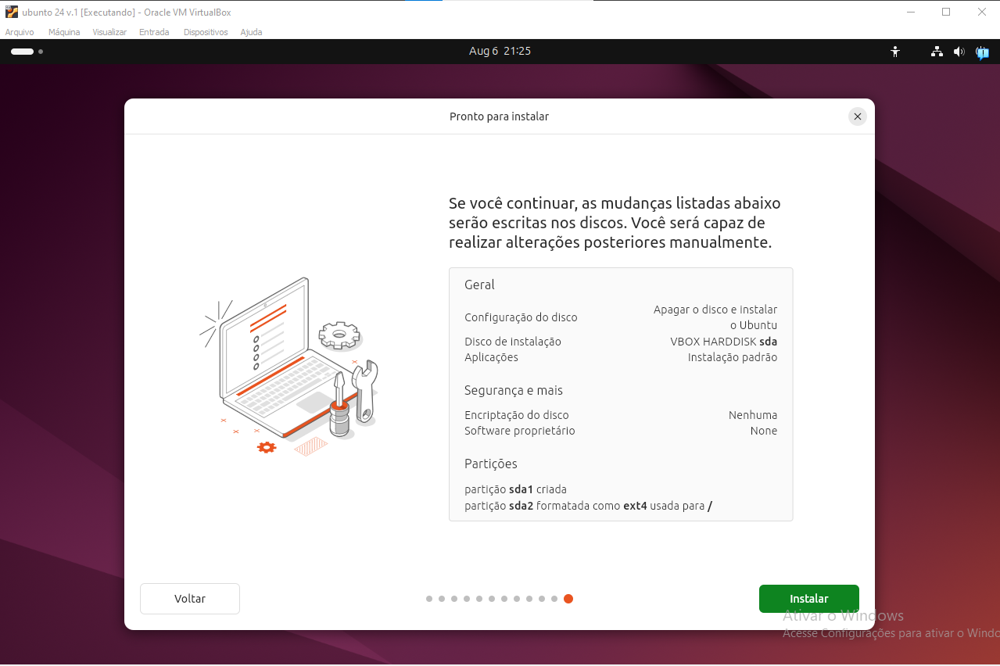 ubunto 24 v.1 [Executando] - Oracle VM VirtualBox
Arquivo Máquina Visualizar Entrada Dispositivos Ajuda
Aug 6 21:25
Pronto para instalar
Se você continuar, as mudanças listadas abaixo
serão escritas nos discos. Você será capaz de
realizar alterações posteriores manualmente.
Geral
Configuração do disco Apagar o disco e instalar
o Ubuntu
Disco de instalação VBOX HARDDISK sda
Aplicações Instalação padrão
Segurança e mais
Encriptação do disco Nenhuma
Software proprietário None
Partições
partição sda1 criada
partição sda2 formatada como ext4 usada para /
Voltar Instalar
Ativar o Windows
Acesse Configurações para ativar o Windo